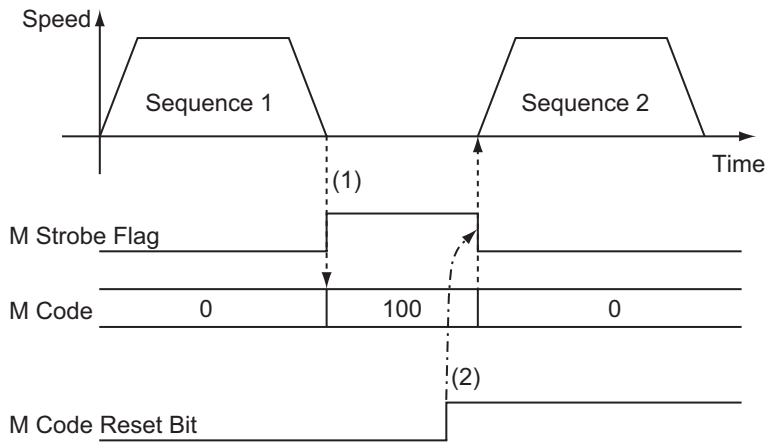 Speed
Sequence 1
Sequence 2
Time
(1)
M Strobe Flag
M Code
0
100
0
(2)
M Code Reset Bit